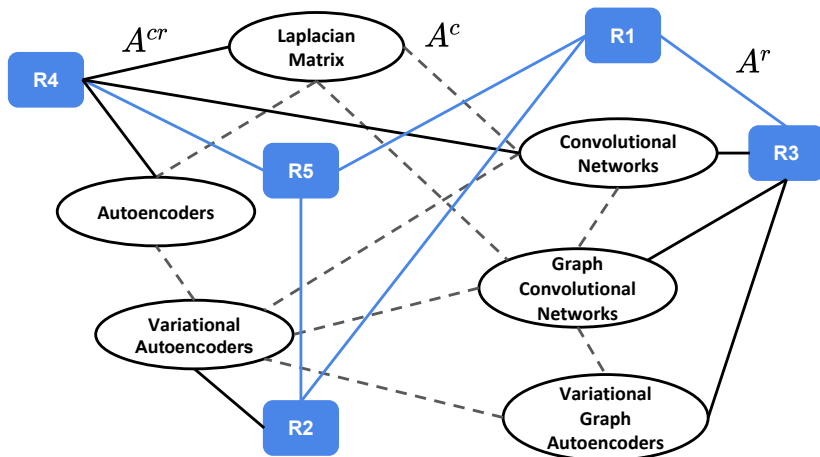 A^{cr}
Laplacian
Matrix
A^{c}
R1
A^{r}
R4
Convolutional
Networks
R3
R5
Autoencoders
Graph
Convolutional
Networks
Variational
Autoencoders
Variational
Graph
Autoencoders
R2